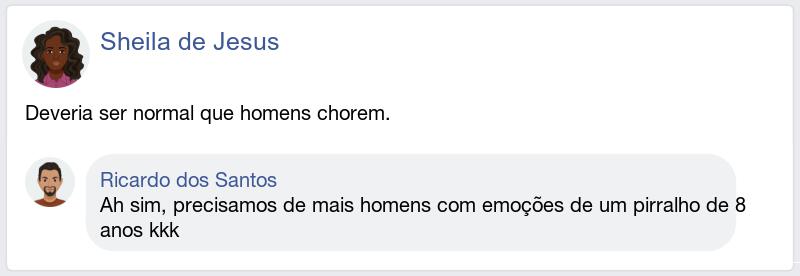 Sheila de Jesus
Deveria ser normal que homens chorem.
Ricardo dos Santos
Ah sim, precisamos de mais homens com emoções de um pirralho de 8
anos kkk